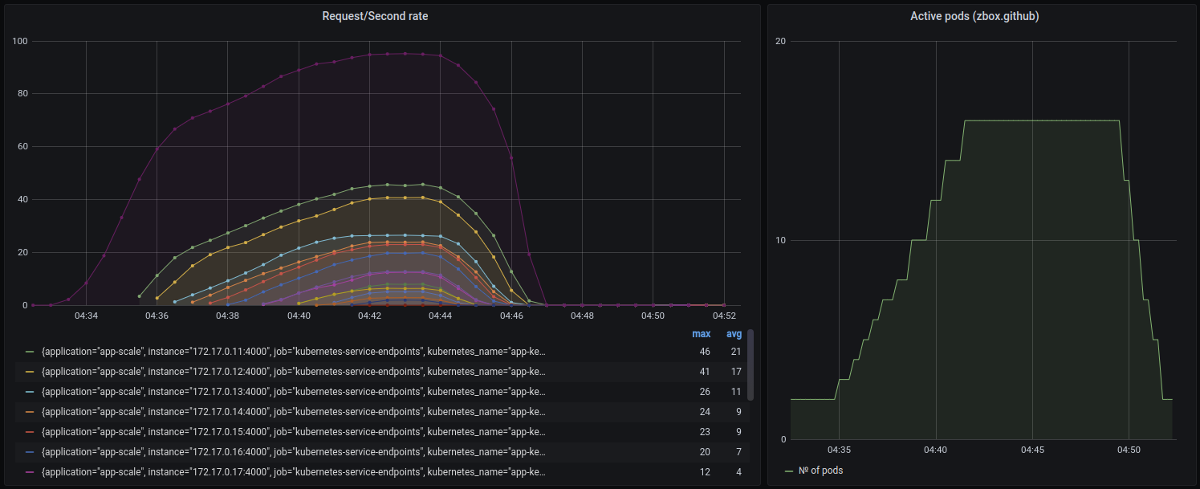 Request/Second rate
100
80
60
40
20
0
04:34 04:36 04:38 04:40 04:42 04:44 04:46 04:48 04:50 04:52
max avg
{application="app-scale", instance="172.17.0.11:4000", job="kubernetes-service-endpoints", kubernetes_name="app-ke... 46 21
{application="app-scale", instance="172.17.0.12:4000", job="kubernetes-service-endpoints", kubernetes_name="app-ke... 41 17
{application="app-scale", instance="172.17.0.13:4000", job="kubernetes-service-endpoints", kubernetes_name="app-ke... 26 11
{application="app-scale", instance="172.17.0.14:4000", job="kubernetes-service-endpoints", kubernetes_name="app-ke... 24 9
{application="app-scale", instance="172.17.0.15:4000", job="kubernetes-service-endpoints", kubernetes_name="app-ke... 23 9
{application="app-scale", instance="172.17.0.16:4000", job="kubernetes-service-endpoints", kubernetes_name="app-ke... 20 7
{application="app-scale", instance="172.17.0.17:4000", job="kubernetes-service-endpoints", kubernetes_name="app-ke... 12 4
Active pods (zbox.github)
20
10
0
04:35 04:40 04:45 04:50
Nº of pods